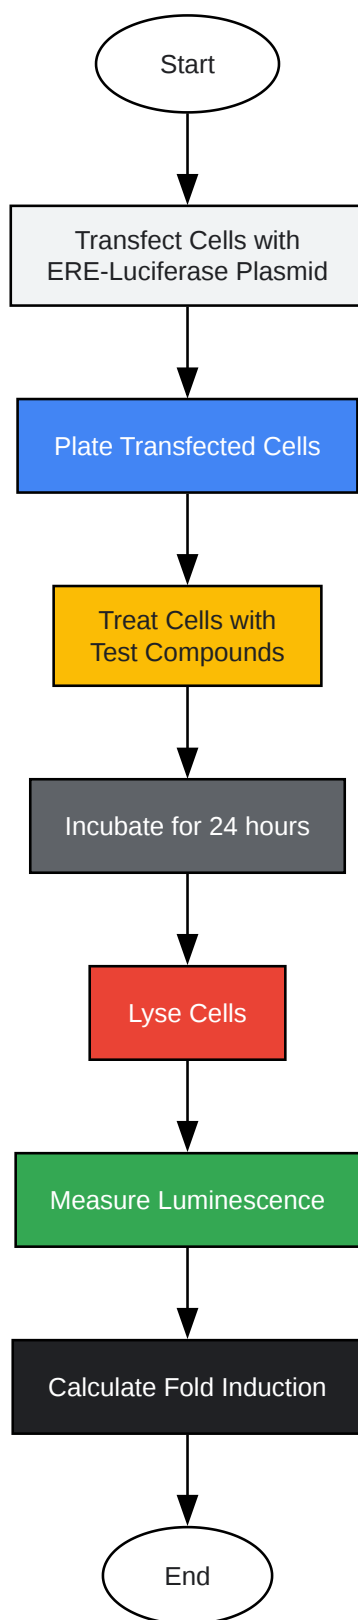 Start
Transfect Cells with
ERE-Luciferase Plasmid
Plate Transfected Cells
Treat Cells with
Test Compounds
Incubate for 24 hours
Lyse Cells
Measure Luminescence
Calculate Fold Induction
End